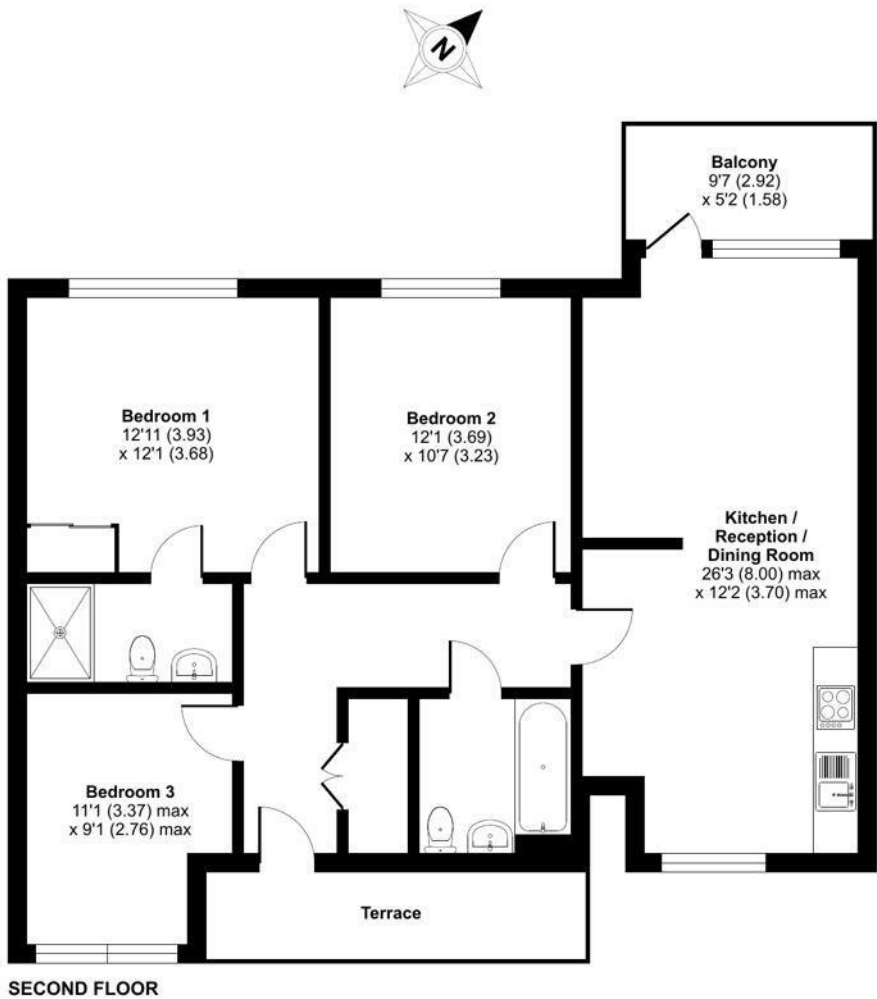 N
Balcony
9'7 (2.92)
x 5'2 (1.58)
Bedroom 1
12'11 (3.93)
x 12'1 (3.68)
Bedroom 2
12'1 (3.69)
x 10'7 (3.23)
Kitchen /
Reception /
Dining Room
26'3 (8.00) max
x 12'2 (3.70) max
Bedroom 3
11'1 (3.37) max
x 9'1 (2.76) max
Terrace
SECOND FLOOR